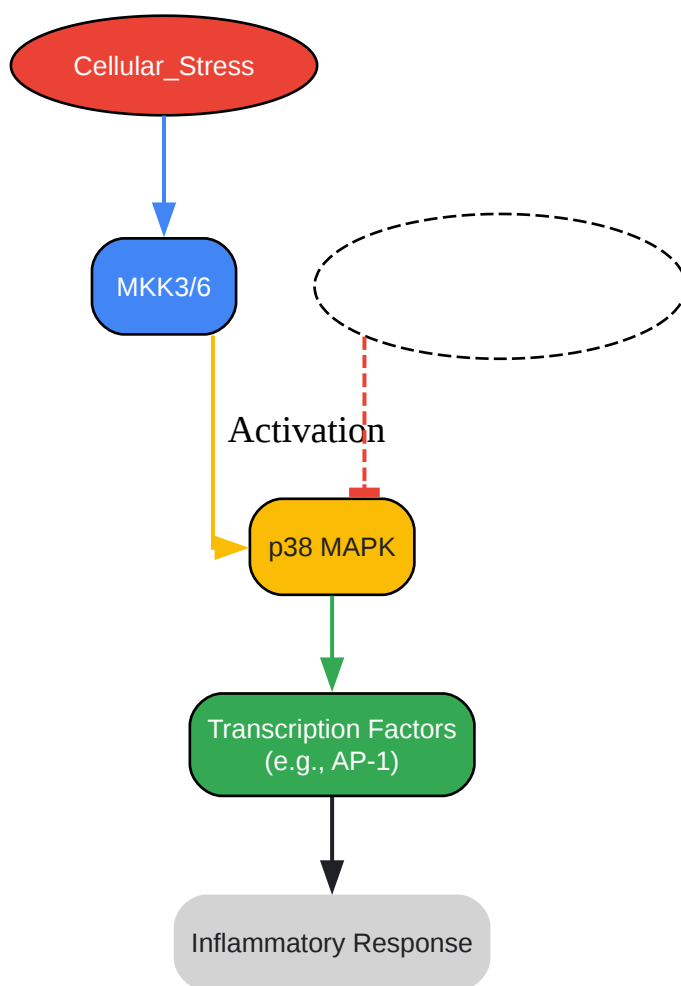 Cellular_Stress
MKK3/6
Activation
p38 MAPK
Transcription Factors
(e.g., AP-1)
Inflammatory Response